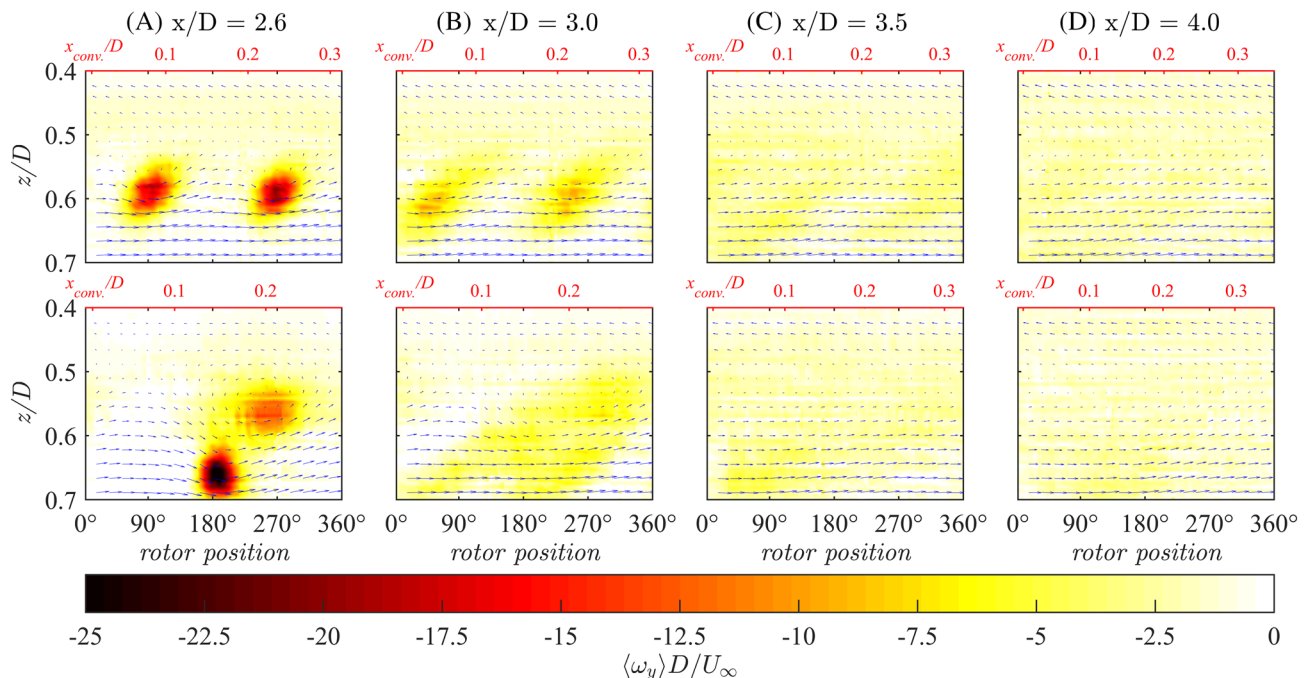 (A) x/D = 2.6 (B) x/D = 3.0 (C) x/D = 3.5 (D) x/D = 4.0
x_conv./D 0.1 0.2 0.3 x_conv./D 0.1 0.2 0.3 x_conv./D 0.1 0.2 0.3 x_conv./D 0.1 0.2 0.3
0.4
0.5
z/D
0.6
0.7
x_conv./D 0.1 0.2 x_conv./D 0.1 0.2 x_conv./D 0.1 0.2 0.3 x_conv./D 0.1 0.2 0.3
0.4
0.5
z/D
0.6
0.7
0° 90° 180° 270° 360° 0° 90° 180° 270° 360° 0° 90° 180° 270° 360° 0° 90° 180° 270° 360°
rotor position rotor position rotor position rotor position
-25 -22.5 -20 -17.5 -15 -12.5 -10 -7.5 -5 -2.5 0
⟨ω_y⟩D/U_∞